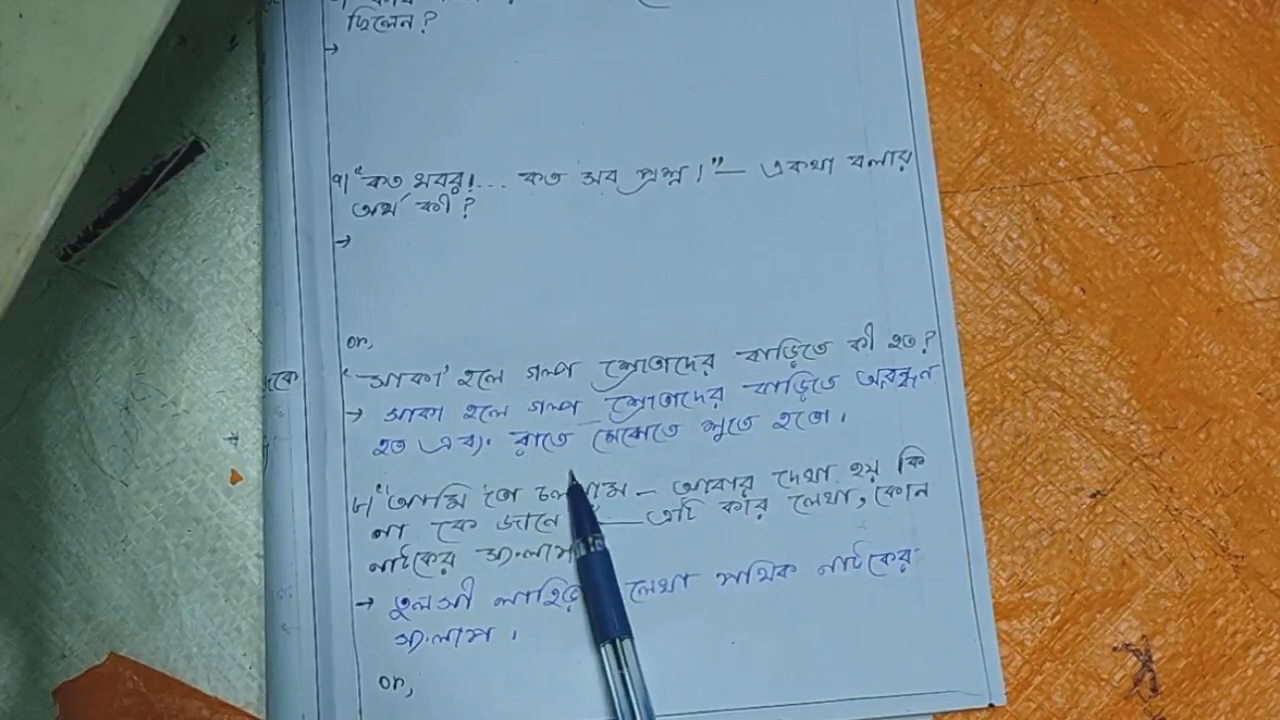 ছিলেন?
→
৭। "কত খবর!... কত সব প্রশ্ন।" — একথা বলার
অর্থ কী?
→
or,
'সাকা' হলে গল্প শ্রোতাদের বাড়িতে কী হত?
→ সাকা হলে গল্প শ্রোতাদের বাড়িতে অরন্ধন
হত এবং রাতে মেঝেতে শুতে হতো।
৮। "আমি তো চললাম – আবার দেখা হয় কি
না কে জানে — এটি কার লেখা, কোন
নাটকের সংলাপ
→ তুলসী লাহিড়ী লেখা পথিক নাটকের
সংলাপ।
or,